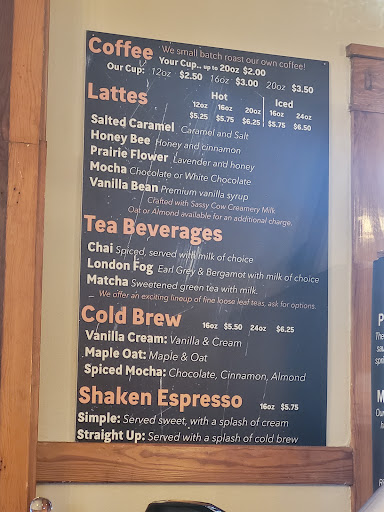 Coffee We small batch roast our own coffee!
Your Cup.. up to 20oz $2.00
Our Cup: 12oz $2.50 16oz $3.00 20oz $3.50
Lattes Hot Iced
12oz 16oz 20oz 16oz 24oz
$5.25 $5.75 $6.25 $5.75 $6.50
Salted Caramel Caramel and Salt
Honey Bee Honey and cinnamon
Prairie Flower Lavender and honey
Mocha Chocolate or White Chocolate
Vanilla Bean Premium vanilla syrup
Crafted with Sassy Cow Creamery Milk
Oat or Almond available for an additional charge.
Tea Beverages
Chai Spiced, served with milk of choice
London Fog Earl Grey & Bergamot with milk of choice
Matcha Sweetened green tea with milk.
We offer an exciting lineup of fine loose leaf teas, ask for options.
Cold Brew 16oz $5.50 24oz $6.25
Vanilla Cream: Vanilla & Cream
Maple Oat: Maple & Oat
Spiced Mocha: Chocolate, Cinnamon, Almond
Shaken Espresso 16oz $5.75
Simple: Served sweet, with a splash of cream
Straight Up: Served with a splash of cold brew